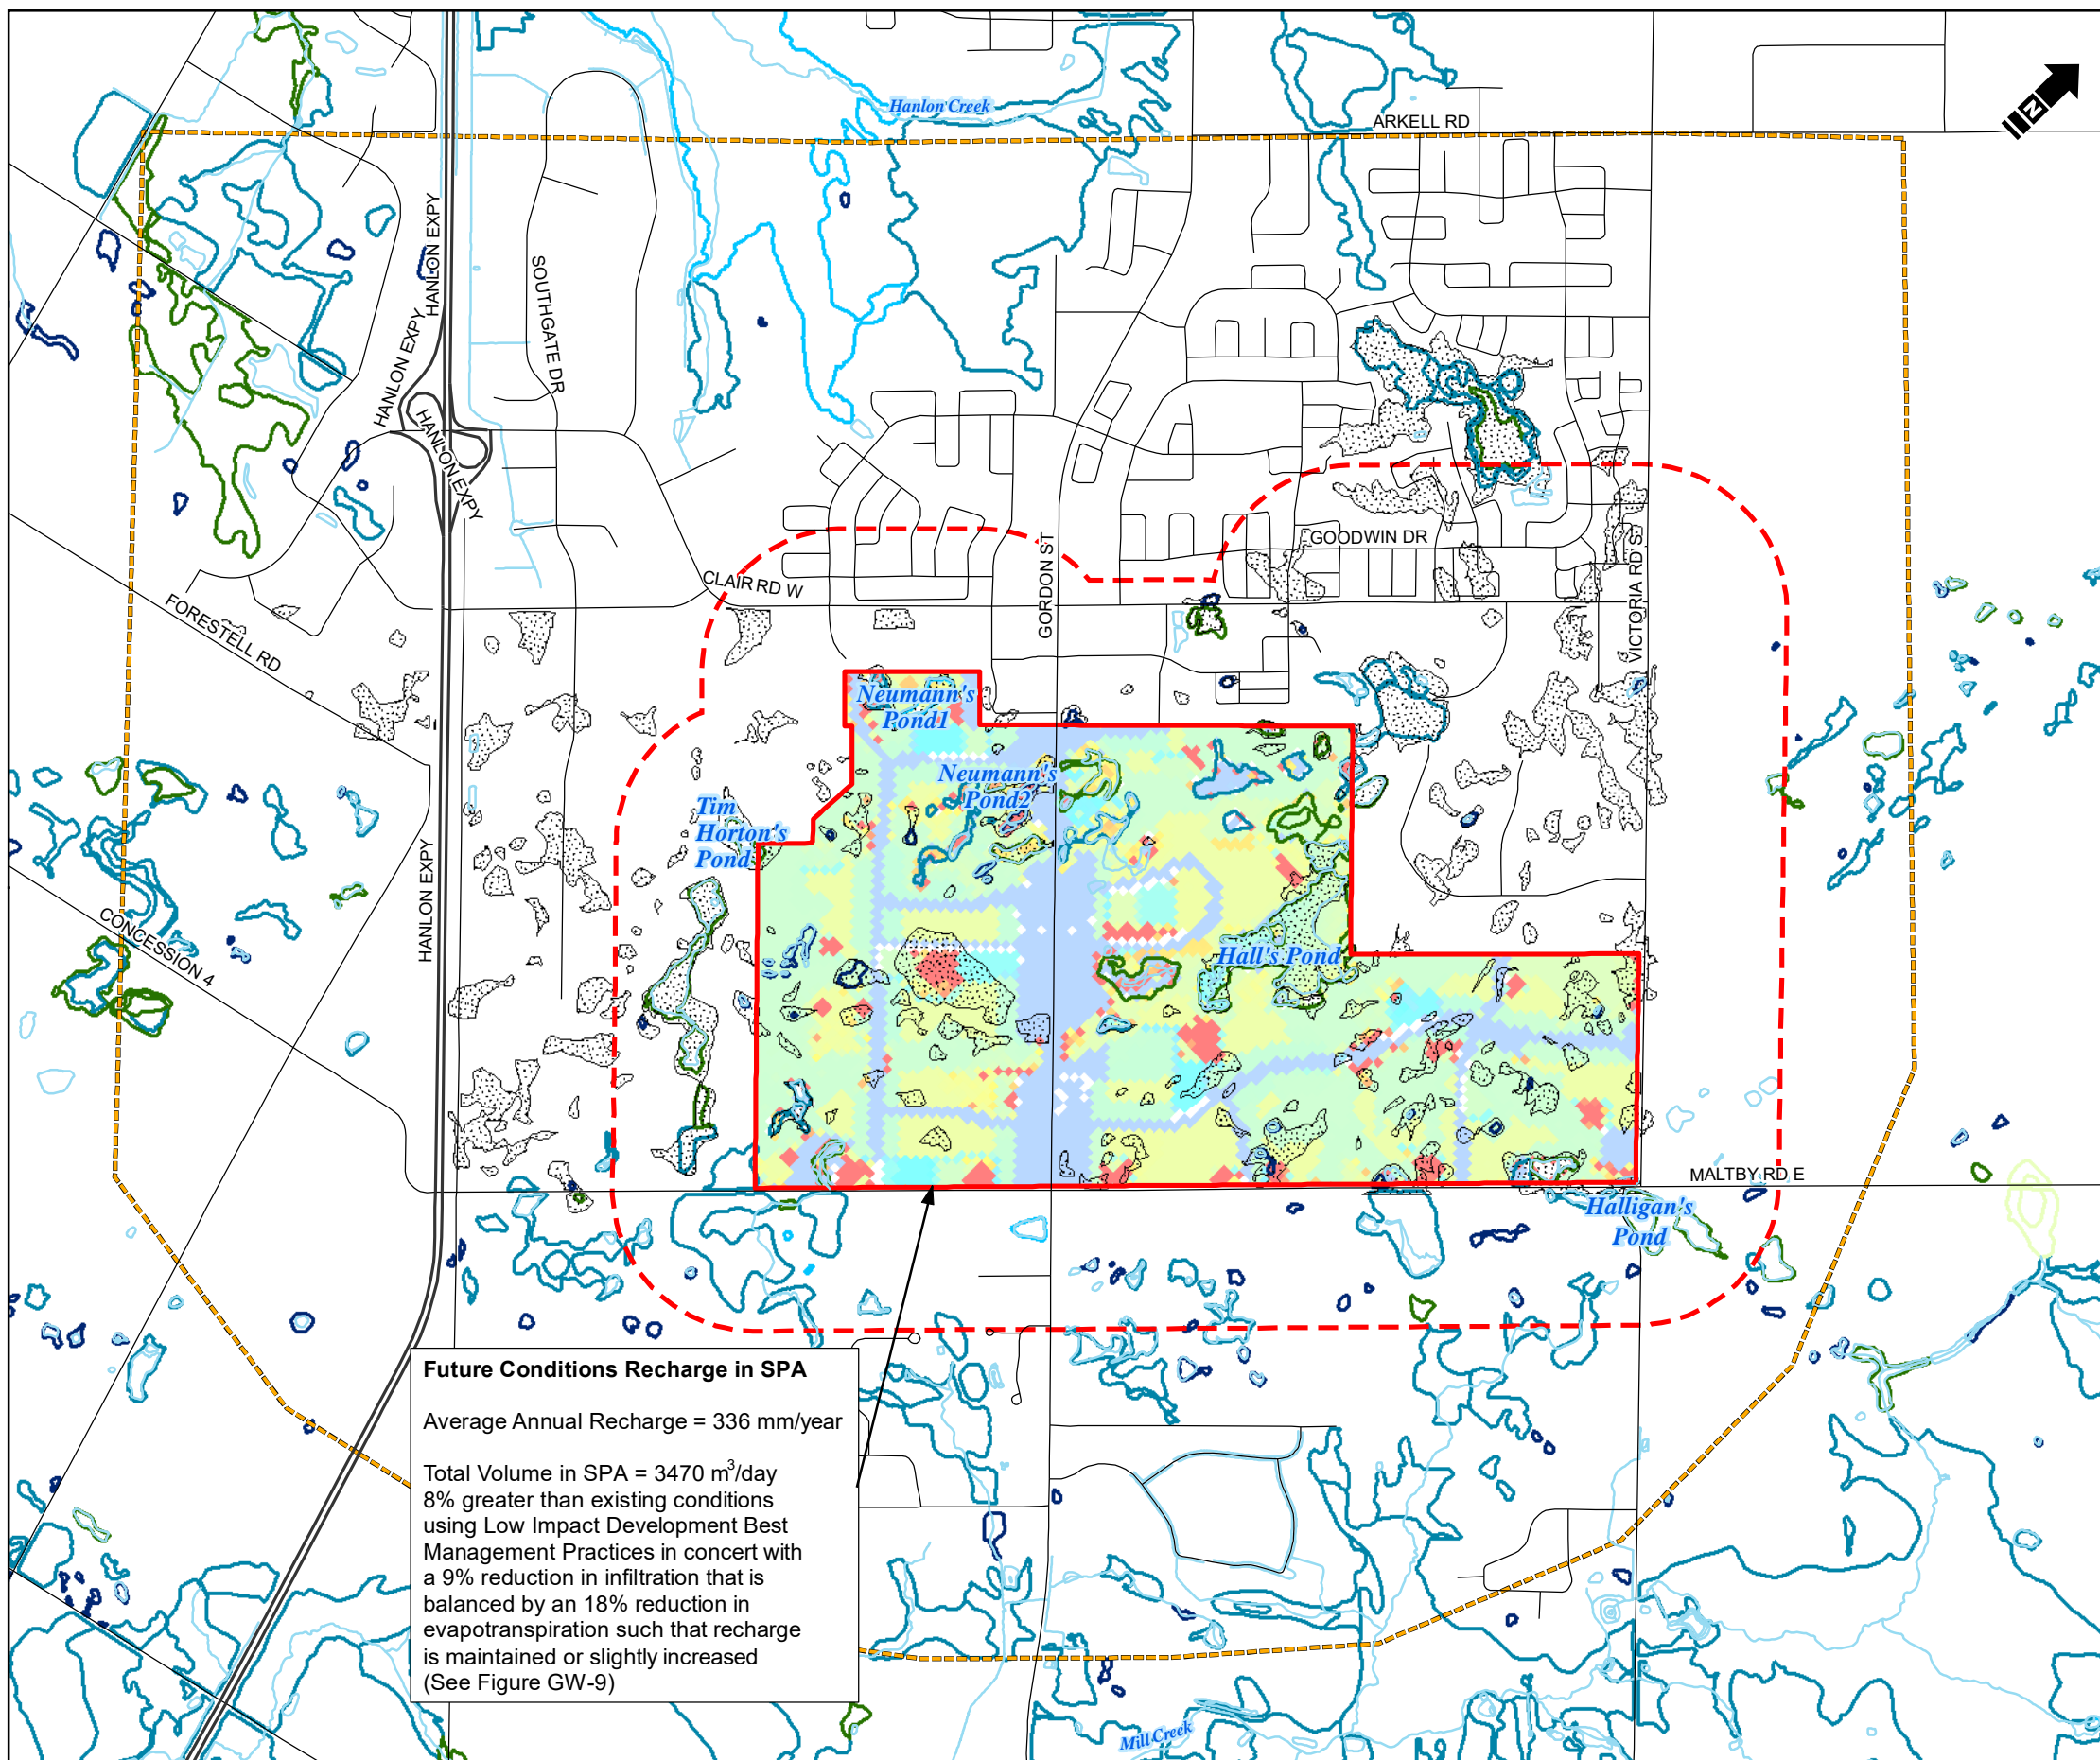 Hanlon Creek
ARKELL RD
N
HANLON EXPY
SOUTHGATE DR
HANLON EXPY
HANLON EXPY
GORDON ST
GOODWIN DR
VICTORIA RD S
CLAIR RD W
FORESTELL RD
Neumann's
Pond1
Neumann's
Pond2
Tim
Horton's
Pond
HANLON EXPY
CONCESSION 4
Hall's Pond
MALTBY RD E
Halligan's
Pond
Future Conditions Recharge in SPA
Average Annual Recharge = 336 mm/year
Total Volume in SPA = 3470 m³/day
8% greater than existing conditions
using Low Impact Development Best
Management Practices in concert with
a 9% reduction in infiltration that is
balanced by an 18% reduction in
evapotranspiration such that recharge
is maintained or slightly increased
(See Figure GW-9)
Mill Creek